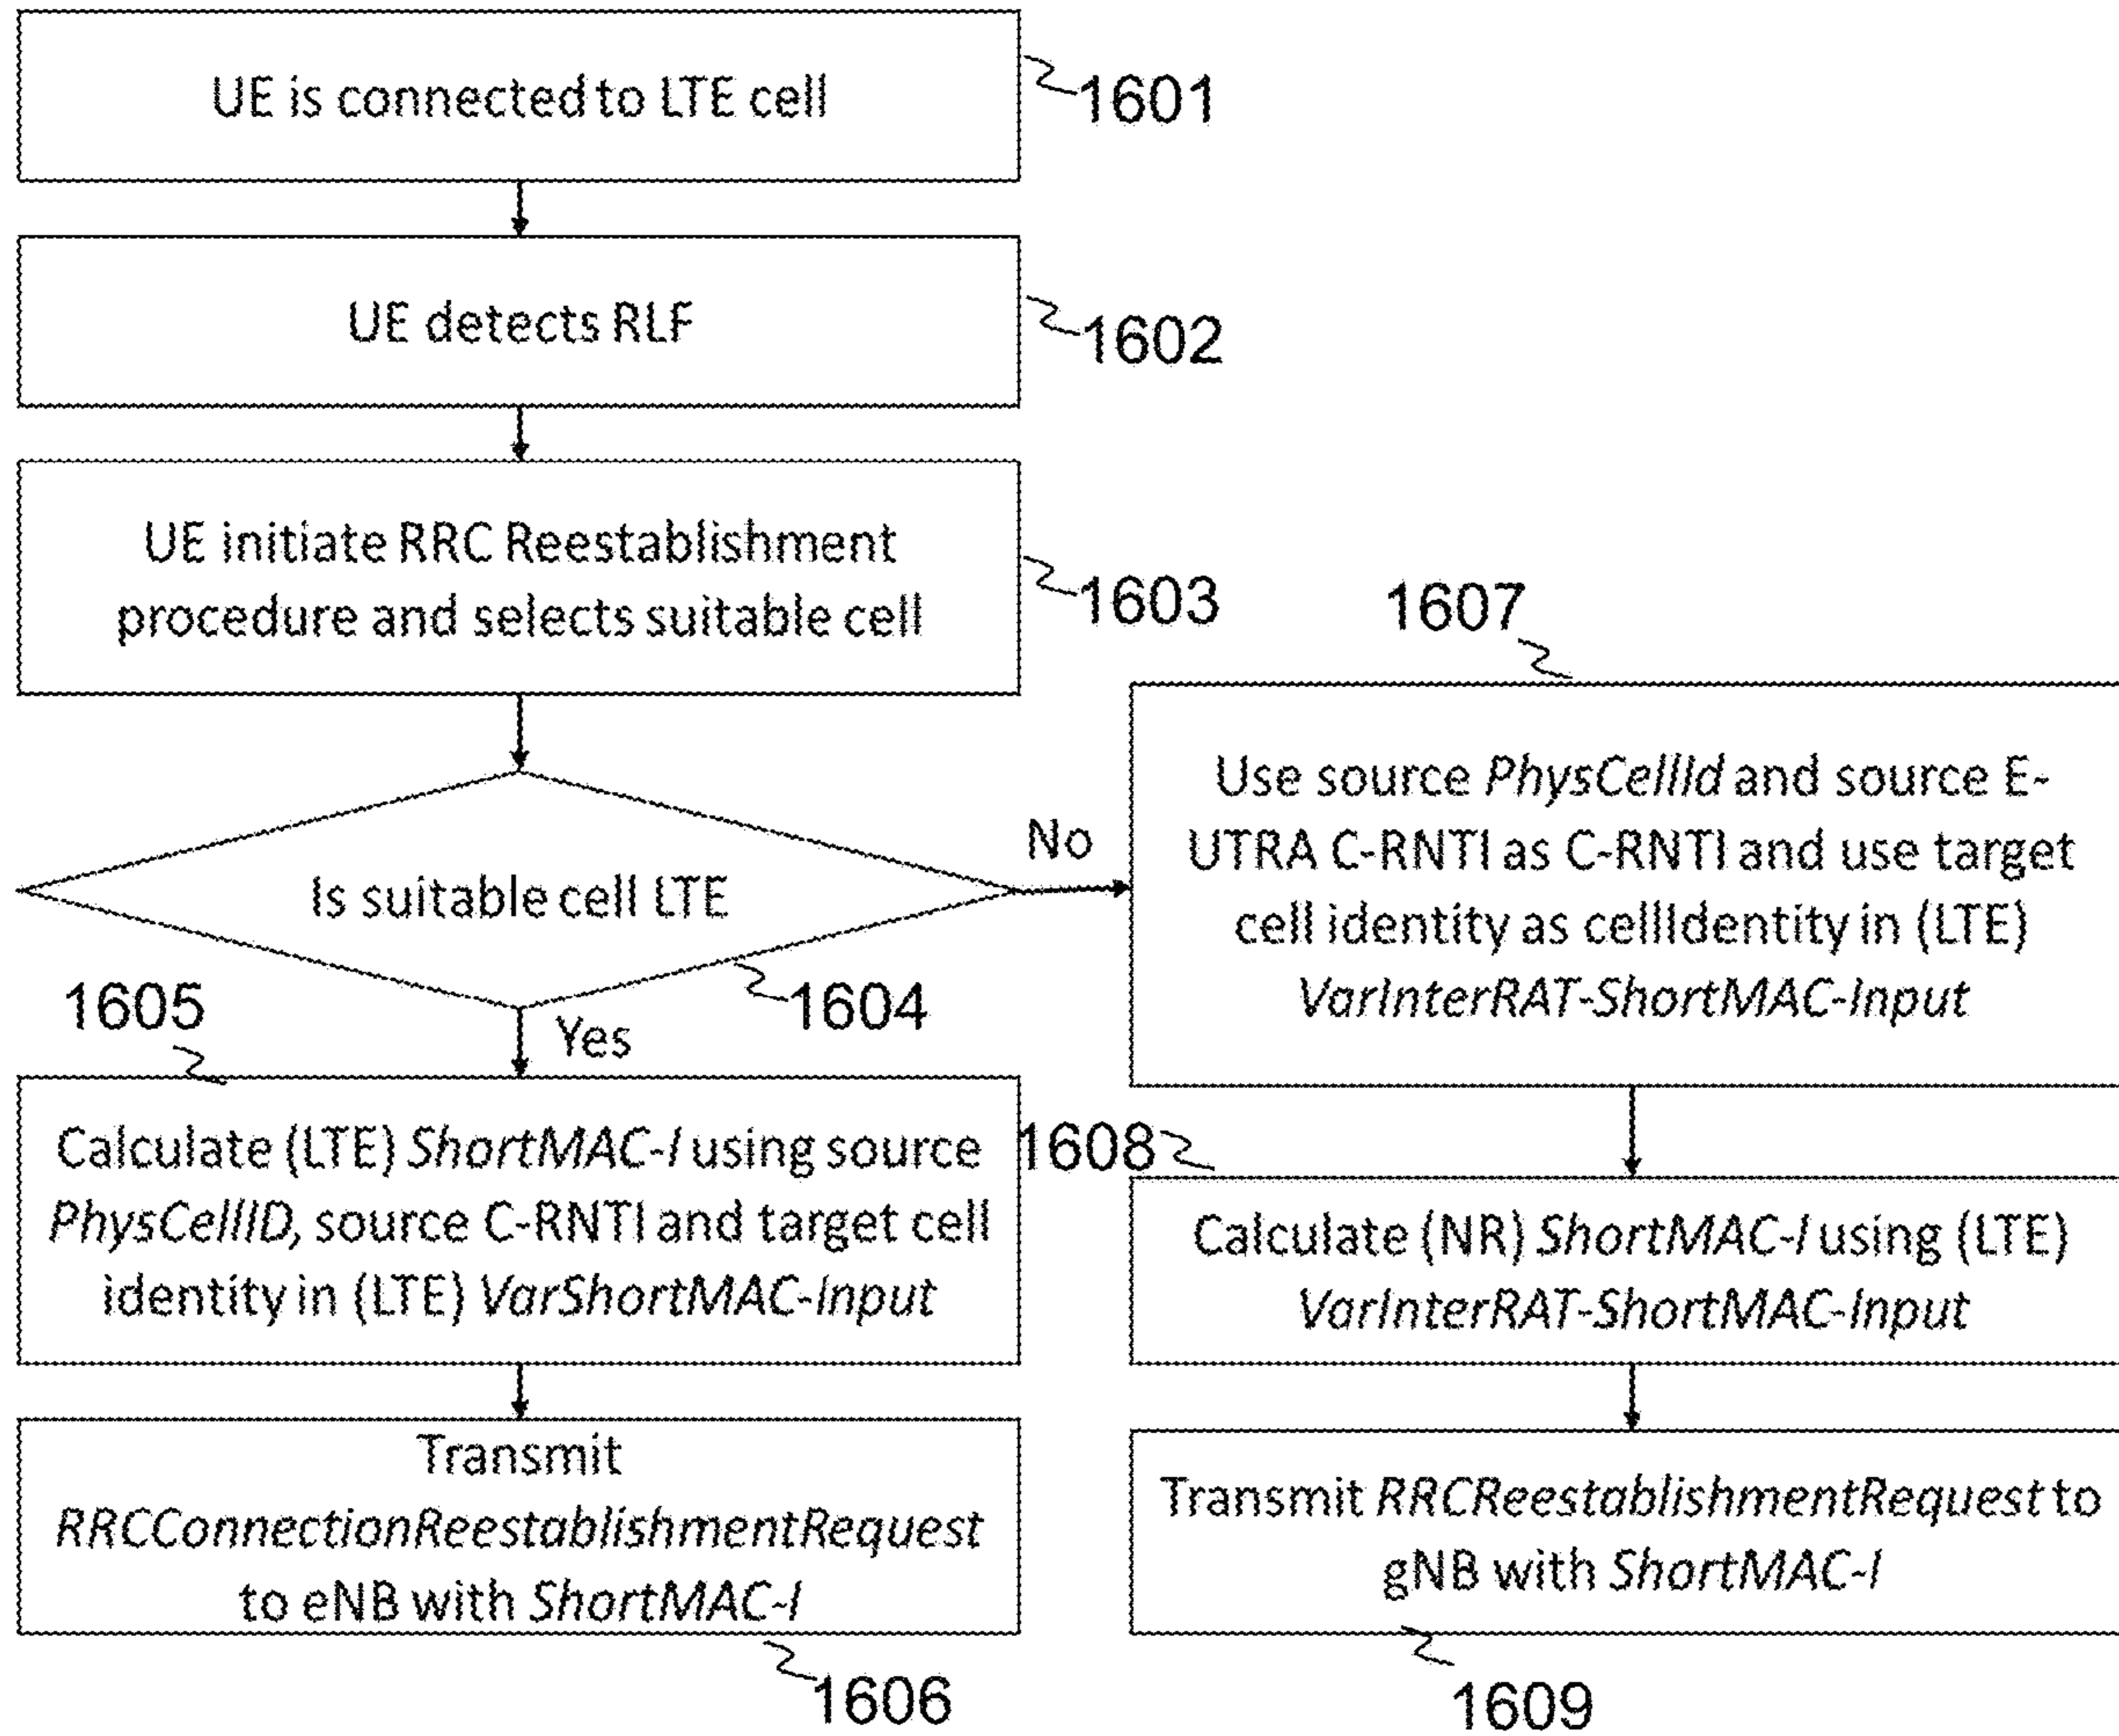 UE is connected to LTE cell
1601
UE detects RLF
1602
UE initiate RRC Reestablishment
procedure and selects suitable cell
1603
Is suitable cell LTE
1604
No
Yes
1605
Calculate (LTE) ShortMAC-I using source
PhysCellID, source C-RNTI and target cell
identity in (LTE) VarShortMAC-Input
Transmit
RRCConnectionReestablishmentRequest
to eNB with ShortMAC-I
1606
1607
Use source PhysCellId and source E-
UTRA C-RNTI as C-RNTI and use target
cell identity as cellIdentity in (LTE)
VarInterRAT-ShortMAC-Input
1608
Calculate (NR) ShortMAC-I using (LTE)
VarInterRAT-ShortMAC-Input
Transmit RRCReestablishmentRequest to
gNB with ShortMAC-I
1609